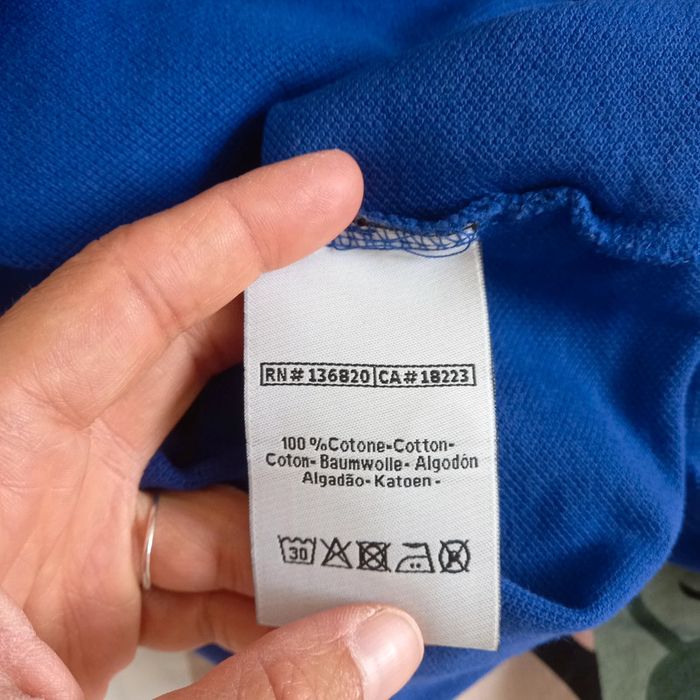 RN# 136820 CA# 18223
100 %Cotone-Cotton-
Coton- Baumwolle- Algodón
Algadão- Katoen -
30